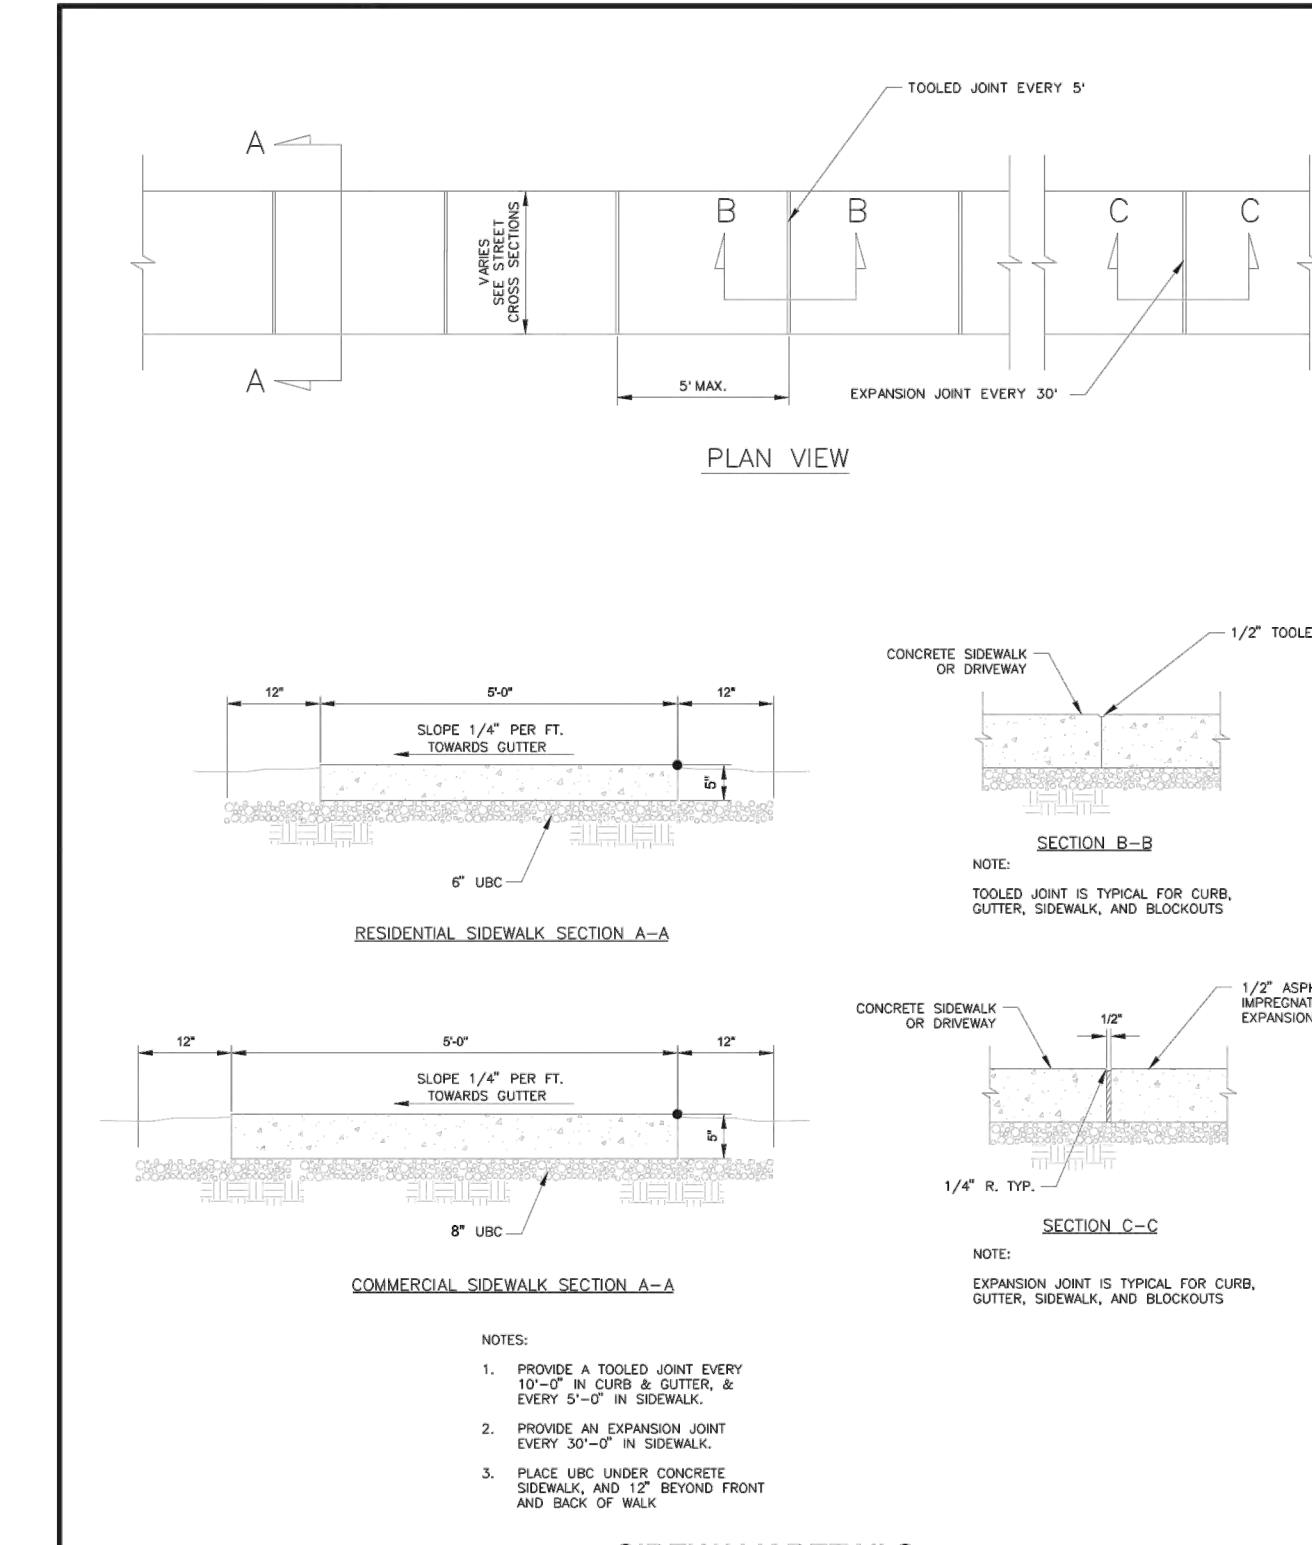 TOOLED JOINT EVERY 5'
A
B B
C C
VARIES
SEE STREET
CROSS SECTIONS
A
5' MAX.
EXPANSION JOINT EVERY 30'
PLAN VIEW
12" 5'-0" 12"
SLOPE 1/4" PER FT.
TOWARDS GUTTER
5"
6" UBC
RESIDENTIAL SIDEWALK SECTION A-A
1/2"
CONCRETE SIDEWALK
OR DRIVEWAY
SECTION B-B
NOTE:
TOOLED JOINT IS TYPICAL FOR CURB,
GUTTER, SIDEWALK, AND BLOCKOUTS
12" 5'-0" 12"
SLOPE 1/4" PER FT.
TOWARDS GUTTER
5"
8" UBC
COMMERCIAL SIDEWALK SECTION A-A
1/2"
CONCRETE SIDEWALK
OR DRIVEWAY
1/2"
1/4" R. TYP.
SECTION C-C
NOTE:
EXPANSION JOINT IS TYPICAL FOR CURB,
GUTTER, SIDEWALK, AND BLOCKOUTS
NOTES:
1. PROVIDE A TOOLED JOINT EVERY
10'-0" IN CURB & GUTTER, &
EVERY 5'-0" IN SIDEWALK.
2. PROVIDE AN EXPANSION JOINT
EVERY 30'-0" IN SIDEWALK.
3. PLACE UBC UNDER CONCRETE
SIDEWALK, AND 12" BEYOND FRONT
AND BACK OF WALK